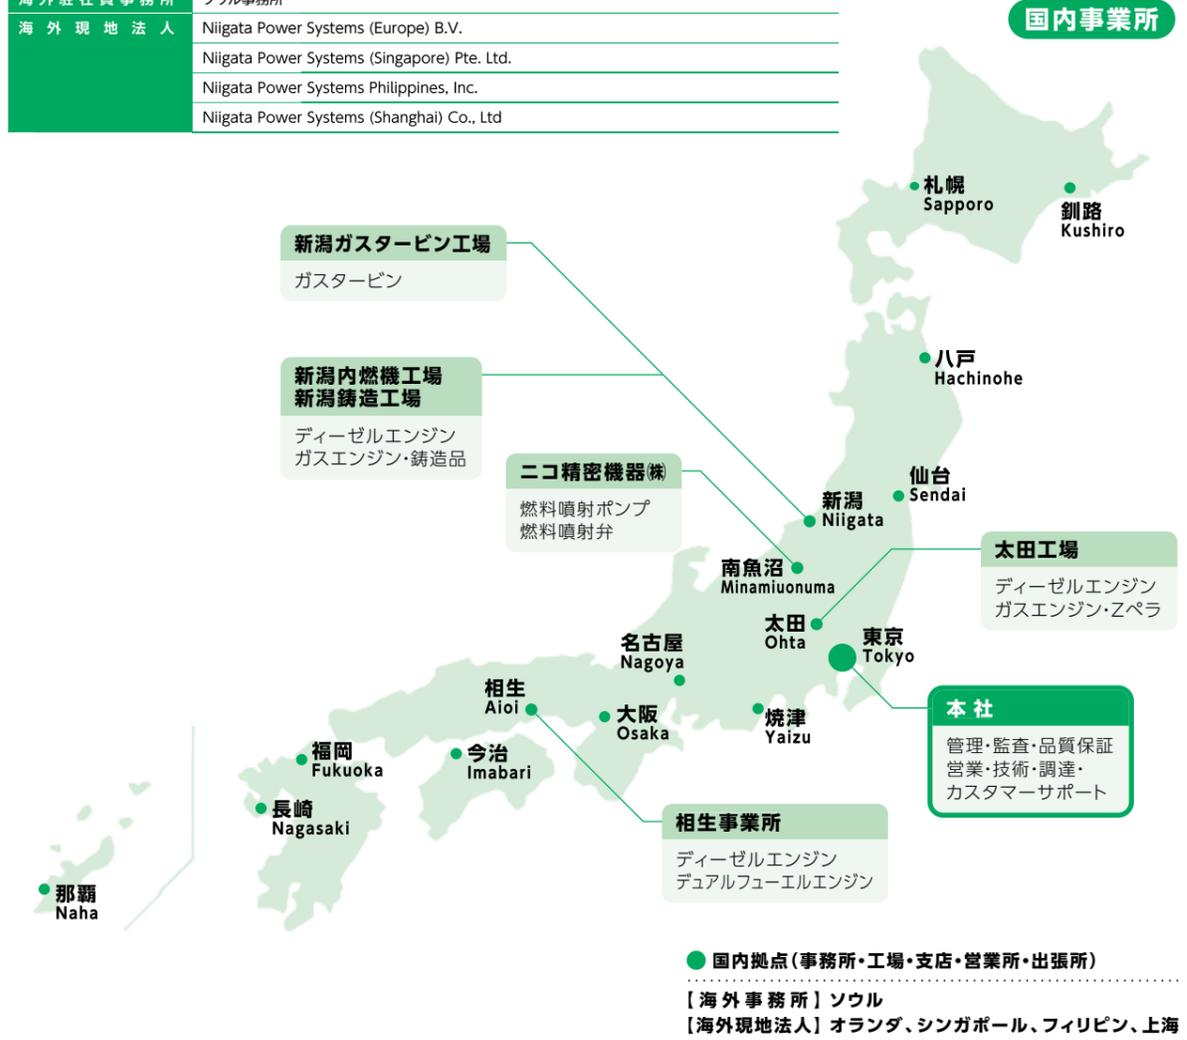 海外駐在員事務所 ソウル事務所
海外現地法人 Niigata Power Systems (Europe) B.V.
Niigata Power Systems (Singapore) Pte. Ltd.
Niigata Power Systems Philippines, Inc.
Niigata Power Systems (Shanghai) Co., Ltd
国内事業所
札幌
Sapporo
釧路
Kushiro
新潟ガスタービン工場
ガスタービン
八戸
Hachinohe
新潟内燃機工場
新潟鋳造工場
ディーゼルエンジン
ガスエンジン・鋳造品
ニコ精密機器㈱
燃料噴射ポンプ
燃料噴射弁
仙台
Sendai
新潟
Niigata
南魚沼
Minamiuonuma
太田工場
ディーゼルエンジン
ガスエンジン・Zペラ
太田
Ohta
東京
Tokyo
名古屋
Nagoya
相生
Aioi
大阪
Osaka
焼津
Yaizu
本社
管理・監査・品質保証
営業・技術・調達・
カスタマーサポート
福岡
Fukuoka
今治
Imabari
長崎
Nagasaki
相生事業所
ディーゼルエンジン
デュアルフューエルエンジン
那覇
Naha
国内拠点（事務所・工場・支店・営業所・出張所）
【海外事務所】ソウル
【海外現地法人】オランダ、シンガポール、フィリピン、上海